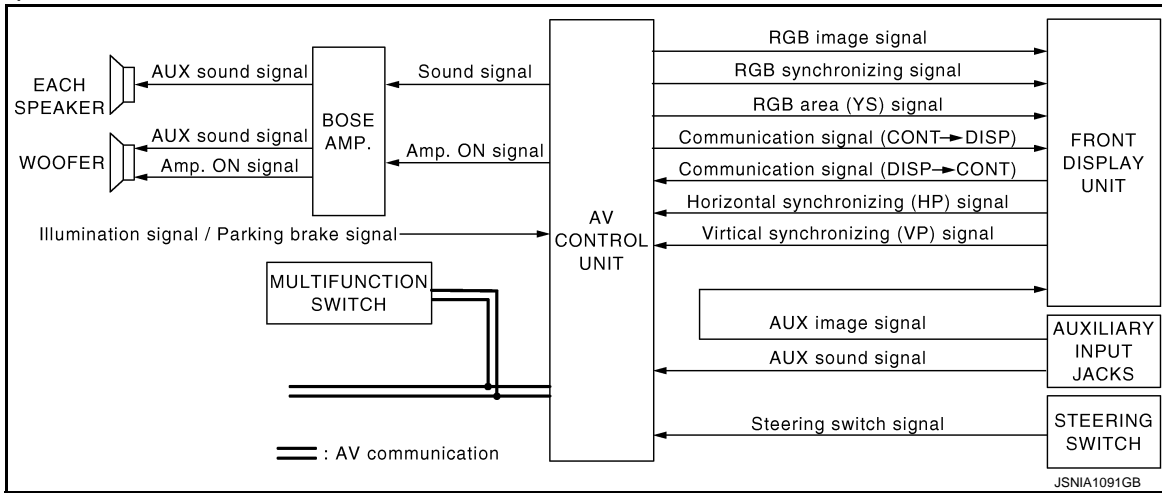 EACH
SPEAKER
WOOFER
AUX sound signal
AUX sound signal
Amp. ON signal
BOSE
AMP.
Sound signal
Amp. ON signal
Illumination signal / Parking brake signal
MULTIFUNCTION
SWITCH
: AV communication
AV
CONTROL
UNIT
RGB image signal
RGB synchronizing signal
RGB area (YS) signal
Communication signal (CONT→DISP)
Communication signal (DISP→CONT)
Horizontal synchronizing (HP) signal
Virtical synchronizing (VP) signal
AUX image signal
AUX sound signal
Steering switch signal
FRONT
DISPLAY
UNIT
AUXILIARY
INPUT
JACKS
STEERING
SWITCH
JSNIA1091GB